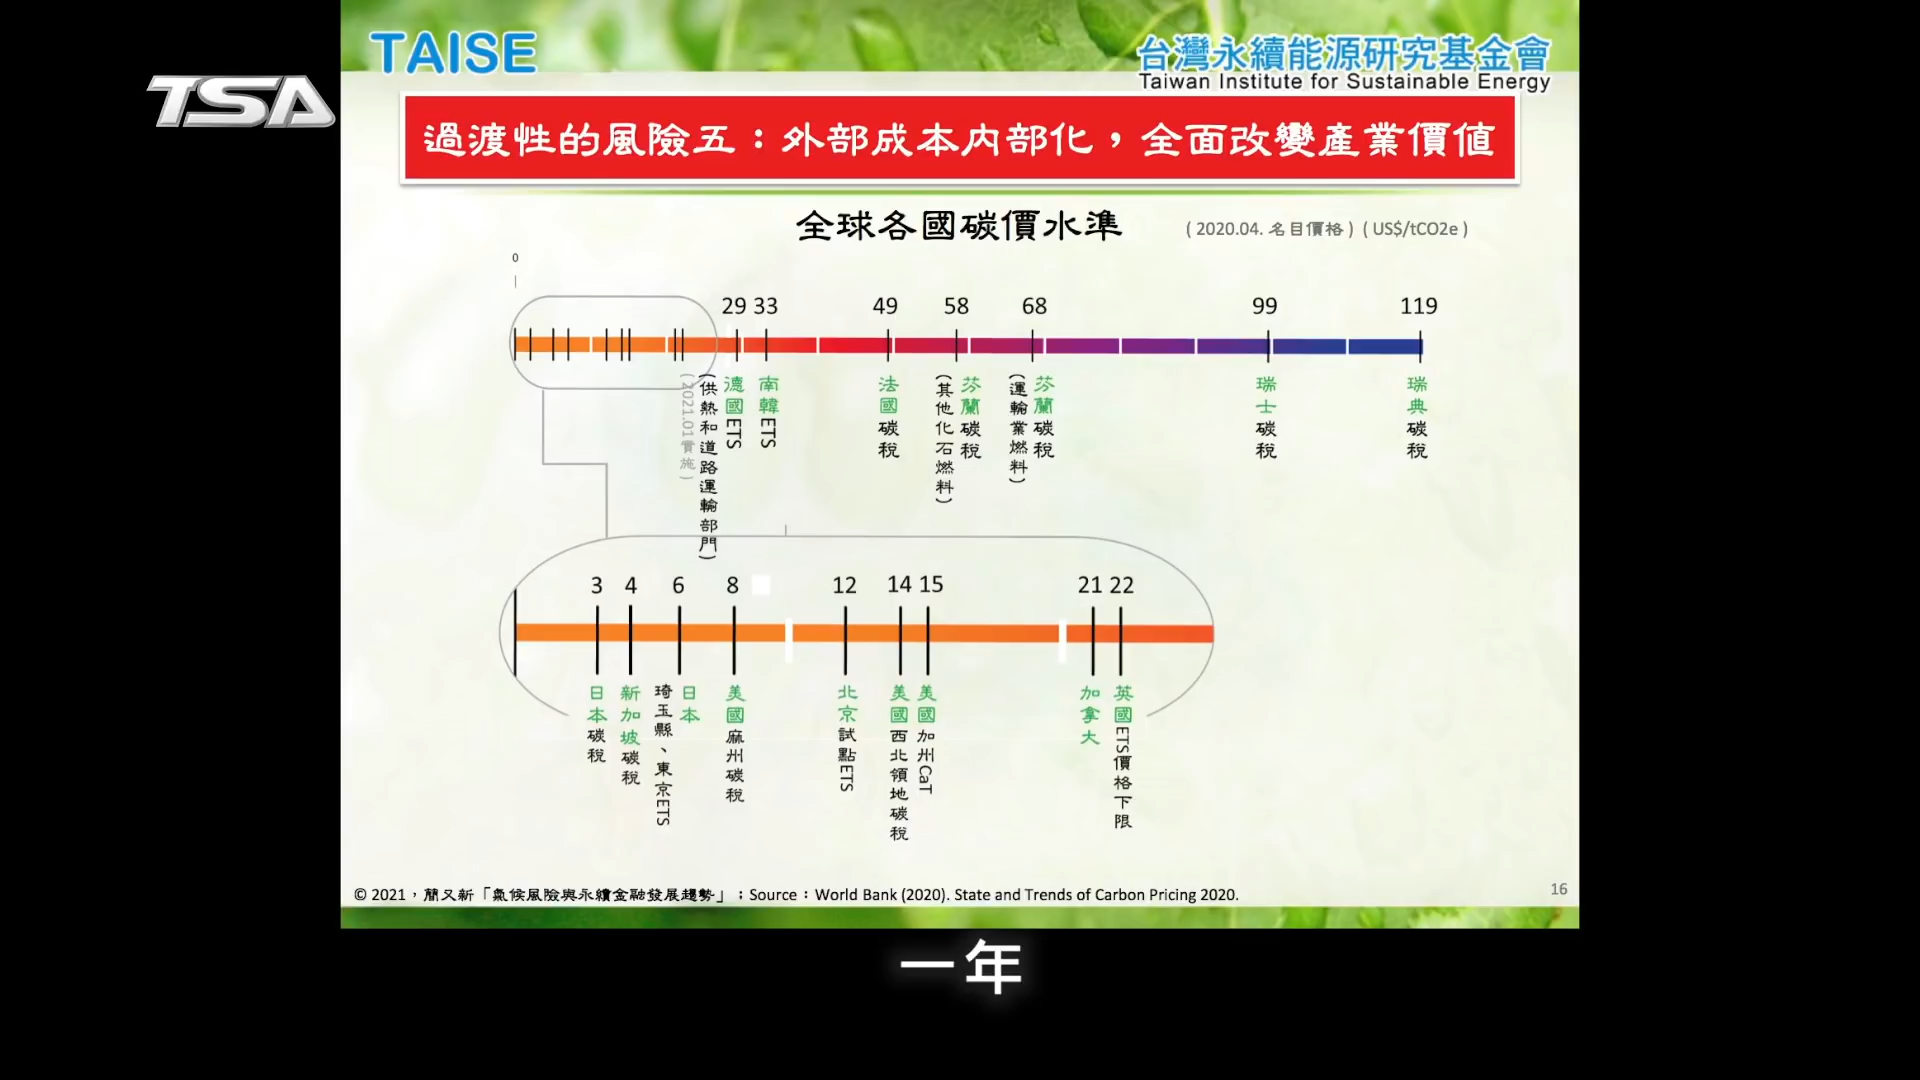 TAISE
台灣永續能源研究基金會
Taiwan Institute for Sustainable Energy
TSA
過渡性的風險五：外部成本內部化，全面改變產業價值
全球各國碳價水準
( 2020.04. 名目價格 ) ( US$/tCO2e )
0
29 33 49 58 68 99 119
德國ETS
(供熱和道路運輸部門)
(2021.01實施)
南韓ETS
法國碳稅
芬蘭碳稅
(其他化石燃料)
芬蘭碳稅
(運輸業燃料)
瑞士碳稅
瑞典碳稅
3 4 6 8 12 14 15 21 22
日本碳稅
新加坡碳稅
日本
琦玉縣、東京ETS
美國麻州碳稅
北京試點ETS
美國西北領地碳稅
美國加州CaT
加拿大
英國ETS價格下限
© 2021，簡又新「氣候風險與永續金融發展趨勢」；Source：World Bank (2020). State and Trends of Carbon Pricing 2020.
16
一年